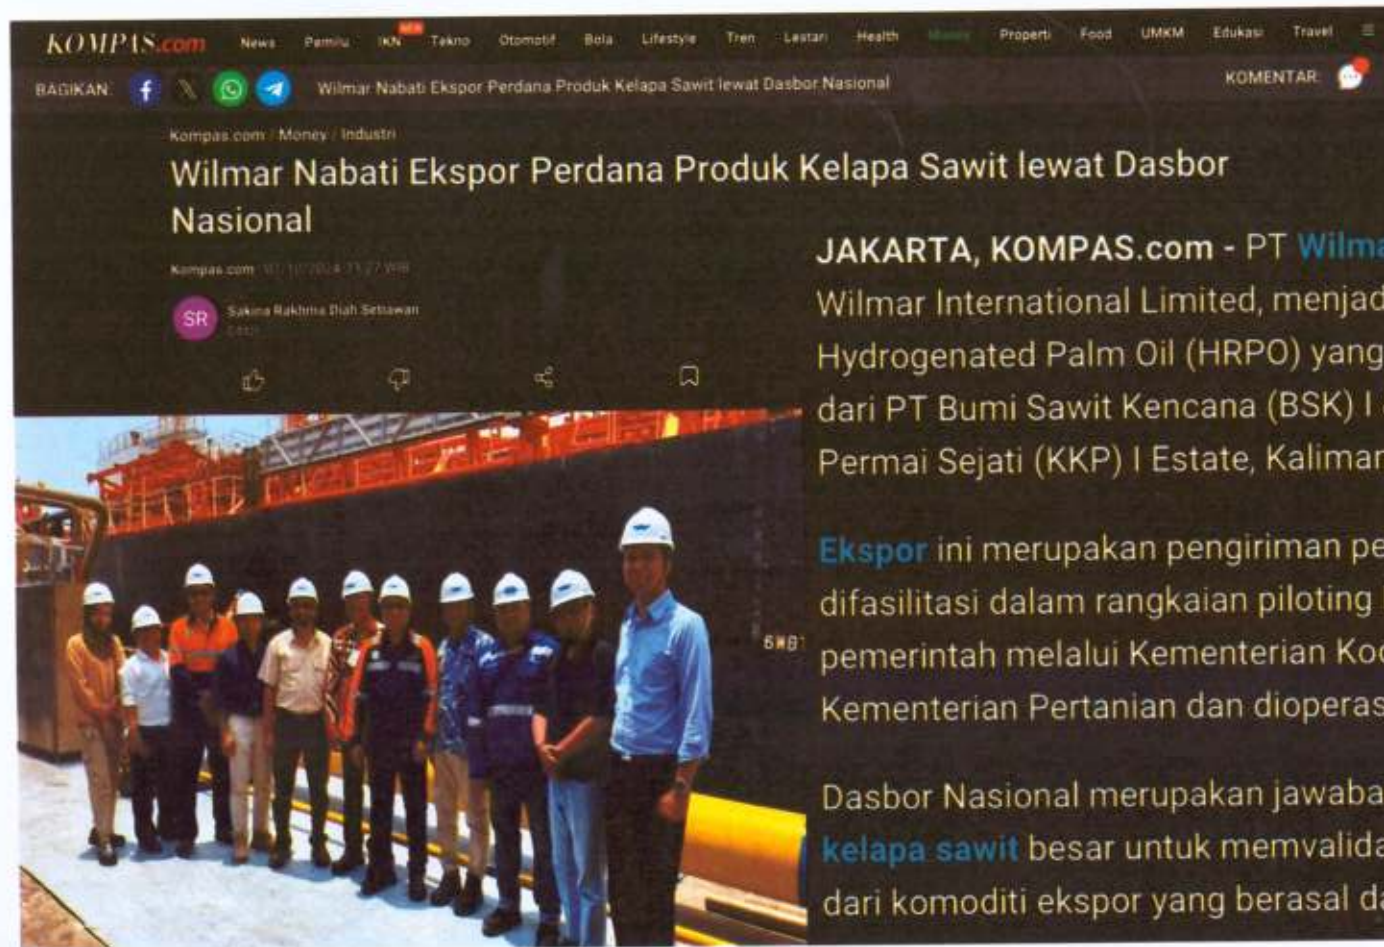 KOMPAS.com News Pemilu IKN NEW Tekno Otomotif Bola Lifestyle Tren Lestari Health Money Properti Food UMKM Edukasi Travel
BAGIKAN: Wilmar Nabati Ekspor Perdana Produk Kelapa Sawit lewat Dasbor Nasional KOMENTAR:
Kompas.com / Money / Industri
Wilmar Nabati Ekspor Perdana Produk Kelapa Sawit lewat Dasbor
Nasional
Kompas.com
SR Sakina Rakhma Diah Setiawan
Editor
JAKARTA, KOMPAS.com - PT Wilma
Wilmar International Limited, menjad
Hydrogenated Palm Oil (HRPO) yang
dari PT Bumi Sawit Kencana (BSK) I
Permai Sejati (KKP) I Estate, Kaliman
Ekspor ini merupakan pengiriman pe
difasilitasi dalam rangkaian piloting
pemerintah melalui Kementerian Koo
Kementerian Pertanian dan dioperas
Dasbor Nasional merupakan jawaba
kelapa sawit besar untuk memvalida
dari komoditi ekspor yang berasal da